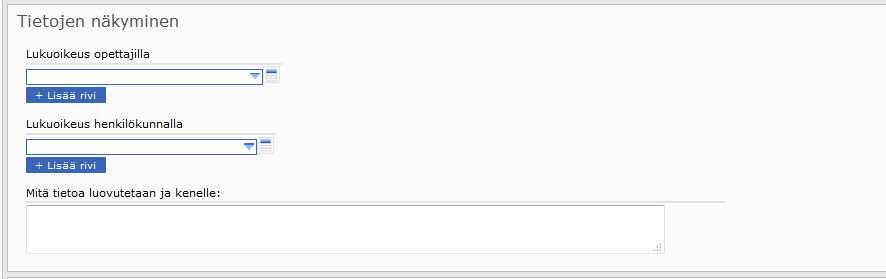 Tietojen näkyminen
Lukuoikeus opettajilla
+ Lisää rivi
Lukuoikeus henkilökunnalla
+ Lisää rivi
Mitä tietoa luovutetaan ja kenelle: